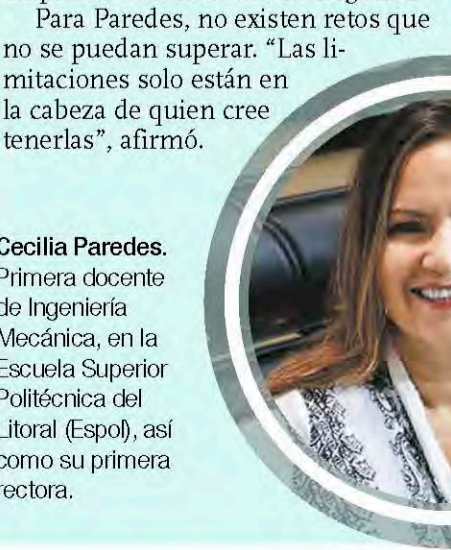 Para Paredes, no existen retos que
no se puedan superar. “Las li-
mitaciones solo están en
la cabeza de quien cree
tenerlas”, afirmó.
Cecilia Paredes.
Primera docente
de Ingeniería
Mecánica, en la
Escuela Superior
Politécnica del
Litoral (Espol), así
como su primera
rectora.